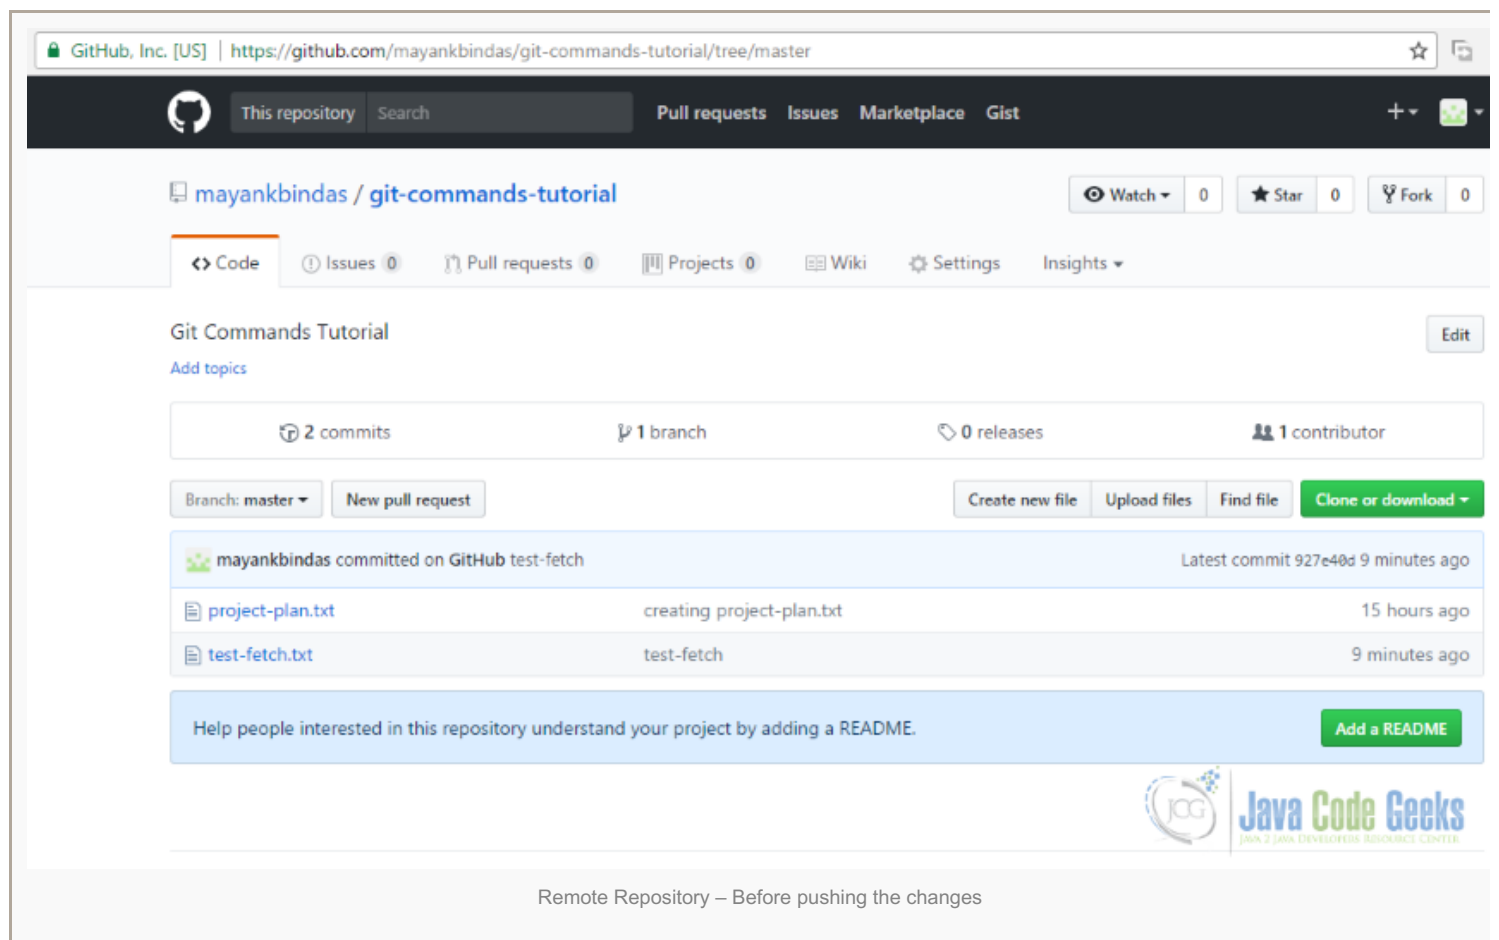 GitHub, Inc. [US] | https://github.com/mayankbindas/git-commands-tutorial/tree/master
This repository Search Pull requests Issues Marketplace Gist
mayankbindas / git-commands-tutorial Watch 0 Star 0 Fork 0
Code Issues 0 Pull requests 0 Projects 0 Wiki Settings Insights
Git Commands Tutorial Edit
Add topics
2 commits 1 branch 0 releases 1 contributor
Branch: master New pull request Create new file Upload files Find file Clone or download
mayankbindas committed on GitHub test-fetch Latest commit 927e40d 9 minutes ago
project-plan.txt creating project-plan.txt 15 hours ago
test-fetch.txt test-fetch 9 minutes ago
Help people interested in this repository understand your project by adding a README. Add a README
JCG Java Code Geeks
JAVA 2 JAVA DEVELOPERS RESOURCE CENTER
Remote Repository – Before pushing the changes